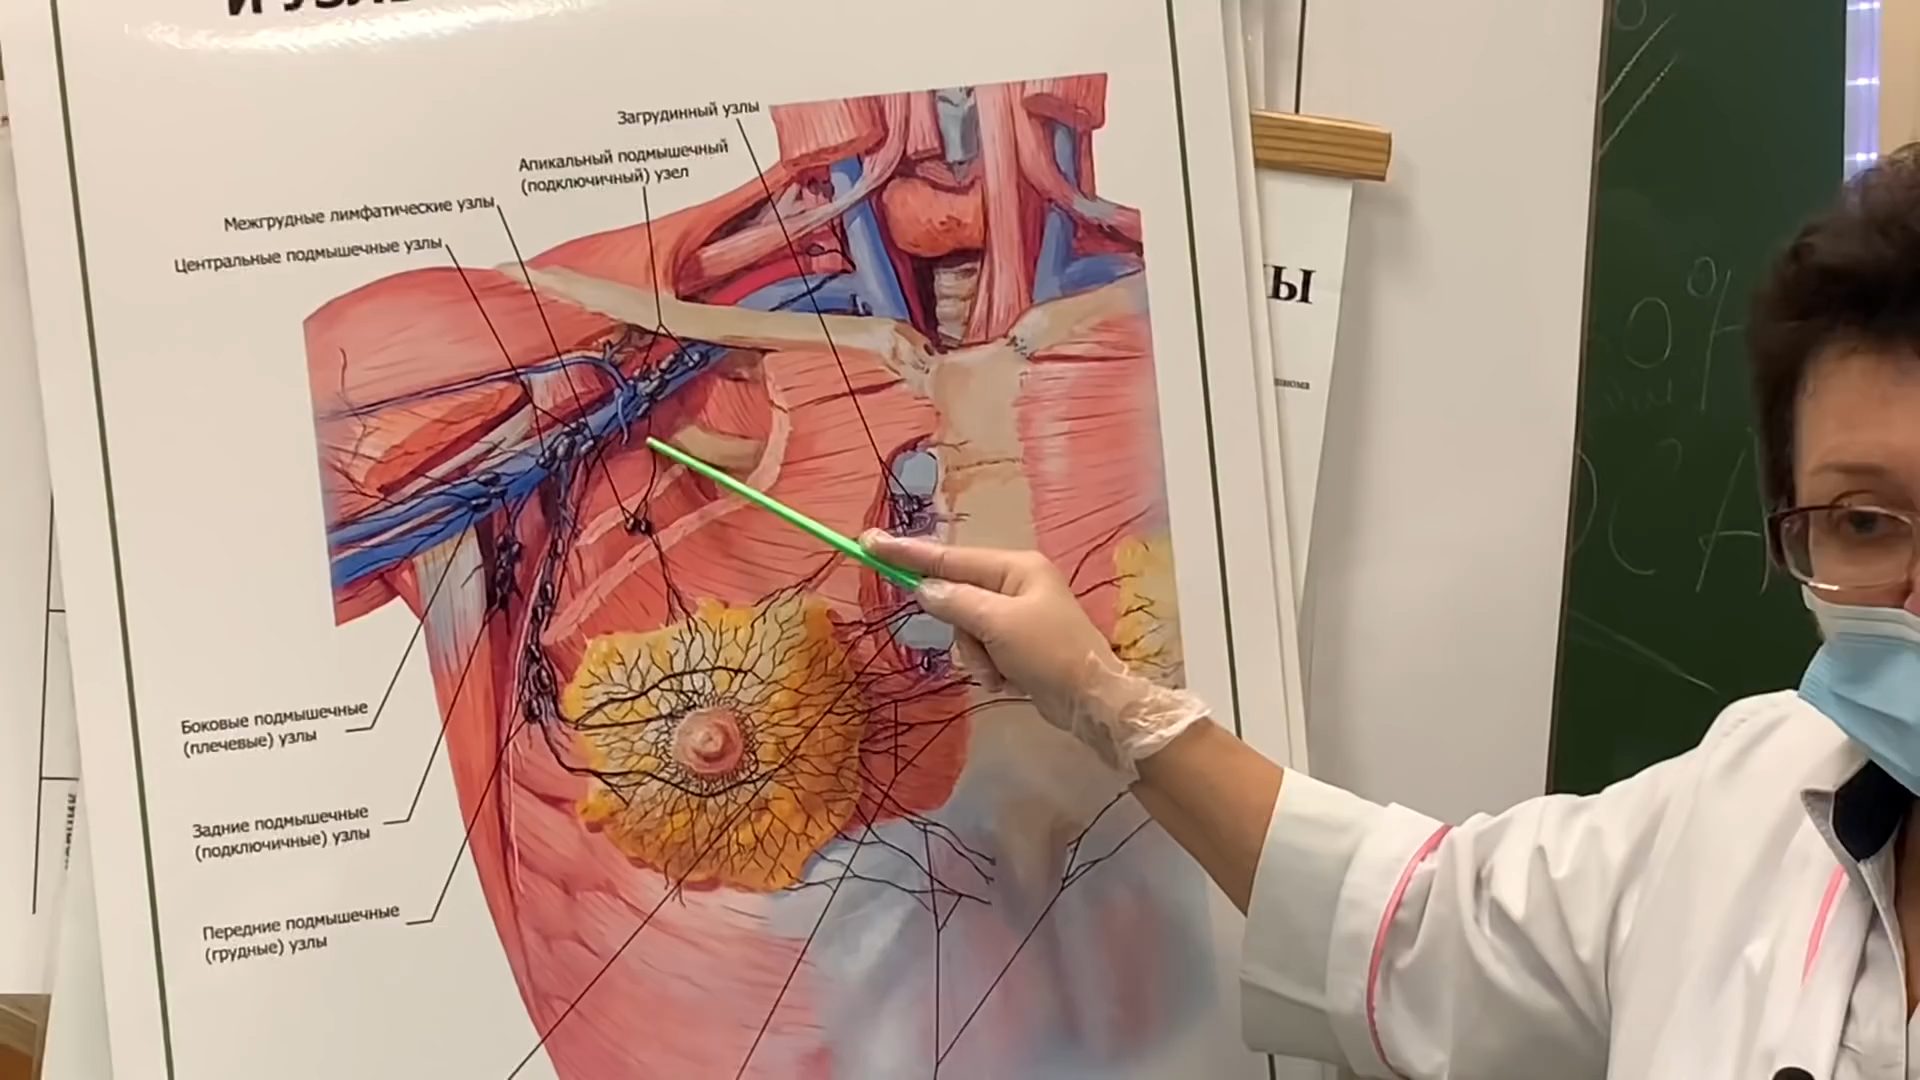 Загрудинный узлы
Апикальный подмышечный
(подключичный) узел
Межгрудные лимфатические узлы
Центральные подмышечные узлы
Боковые подмышечные
(плечевые) узлы
Задние подмышечные
(подключичные) узлы
Передние подмышечные
(грудные) узлы